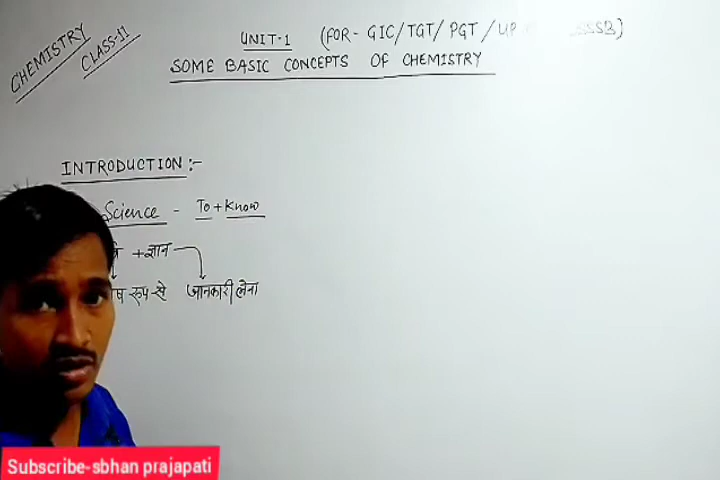 CHEMISTRY
CLASS-11
UNIT-1 (FOR- GIC/TGT/ PGT / UP SSSB)
SOME BASIC CONCEPTS OF CHEMISTRY
INTRODUCTION :-
Science - To + Know
+ ज्ञान
रूप से जानकारी लेना
Subscribe-sbhan prajapati